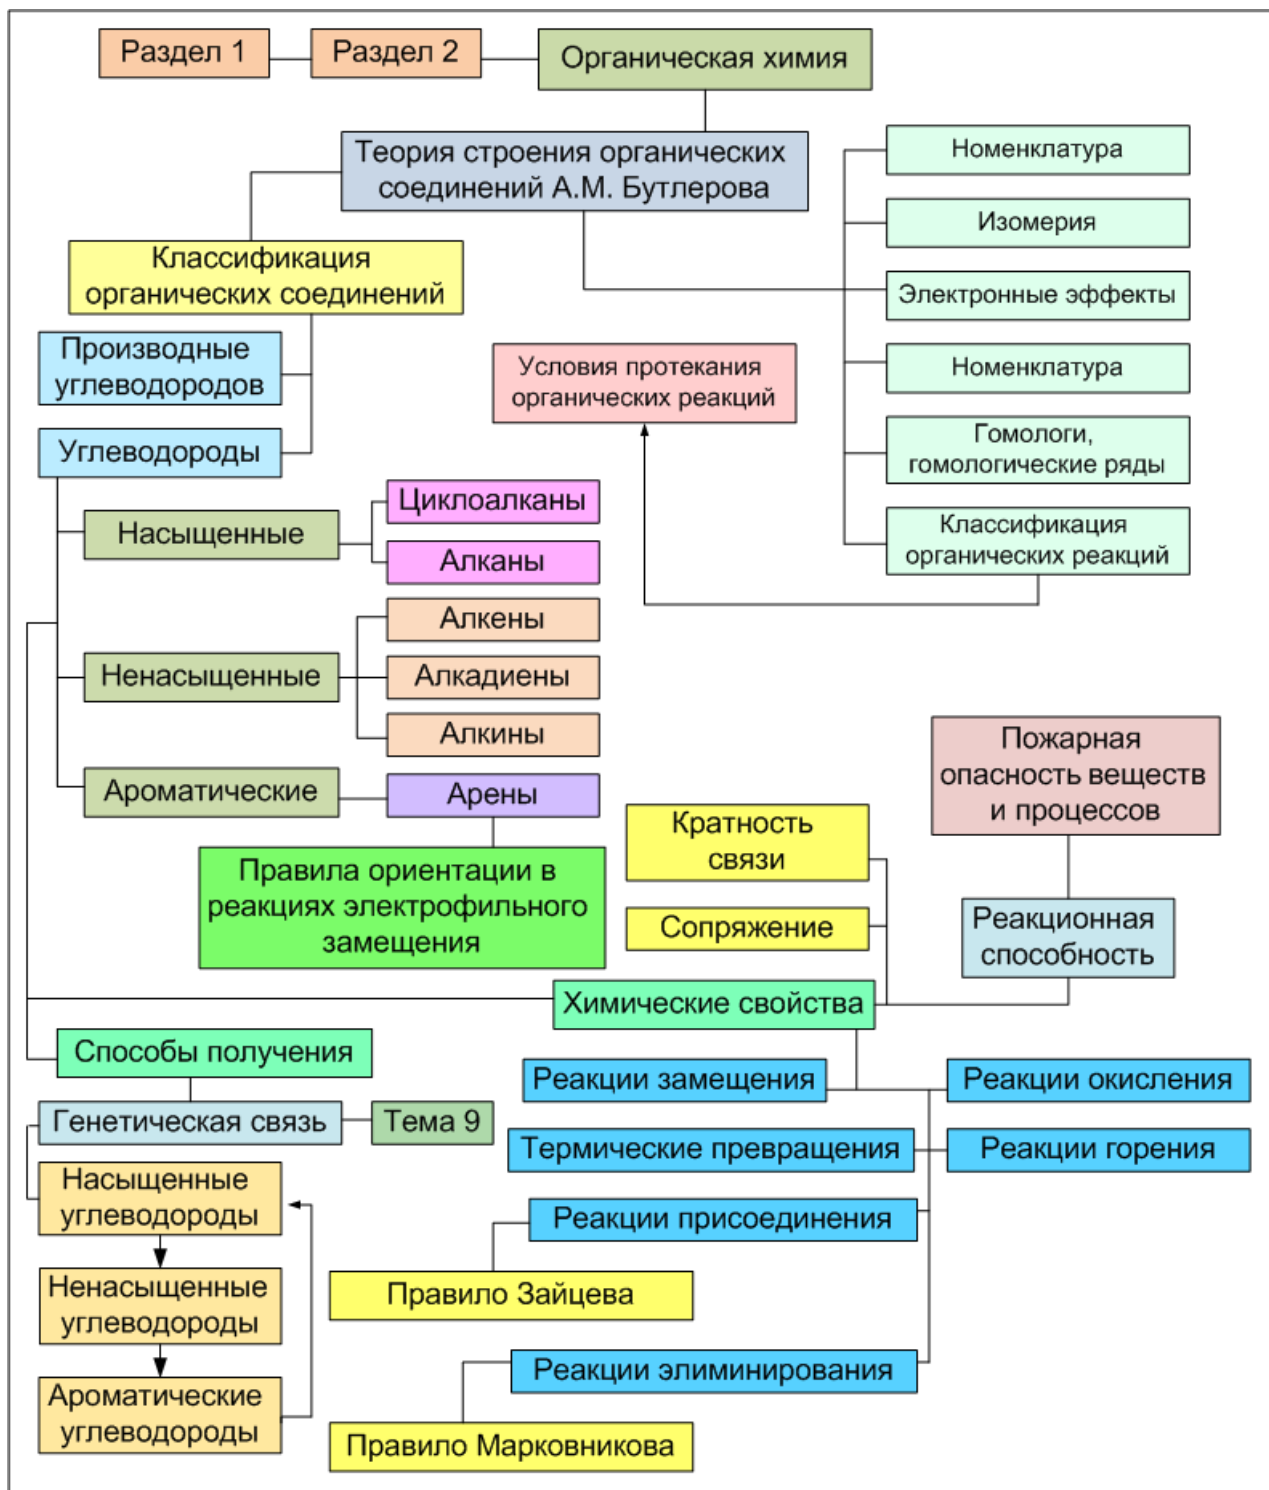 Раздел 1
Раздел 2
Органическая химия
Теория строения органических
соединений А.М. Бутлерова
Номенклатура
Изомерия
Электронные эффекты
Номенклатура
Гомологи,
гомологические ряды
Классификация
органических реакций
Условия протекания
органических реакций
Классификация
органических соединений
Производные
углеводородов
Углеводороды
Насыщенные
Циклоалканы
Алканы
Ненасыщенные
Алкены
Алкадиены
Алкины
Ароматические
Арены
Правила ориентации в
реакциях электрофильного
замещения
Пожарная
опасность веществ
и процессов
Кратность
связи
Сопряжение
Реакционная
способность
Химические свойства
Способы получения
Генетическая связь
Тема 9
Насыщенные
углеводороды
Ненасыщенные
углеводороды
Ароматические
углеводороды
Реакции замещения
Реакции окисления
Термические превращения
Реакции горения
Реакции присоединения
Правило Зайцева
Реакции элиминирования
Правило Марковникова